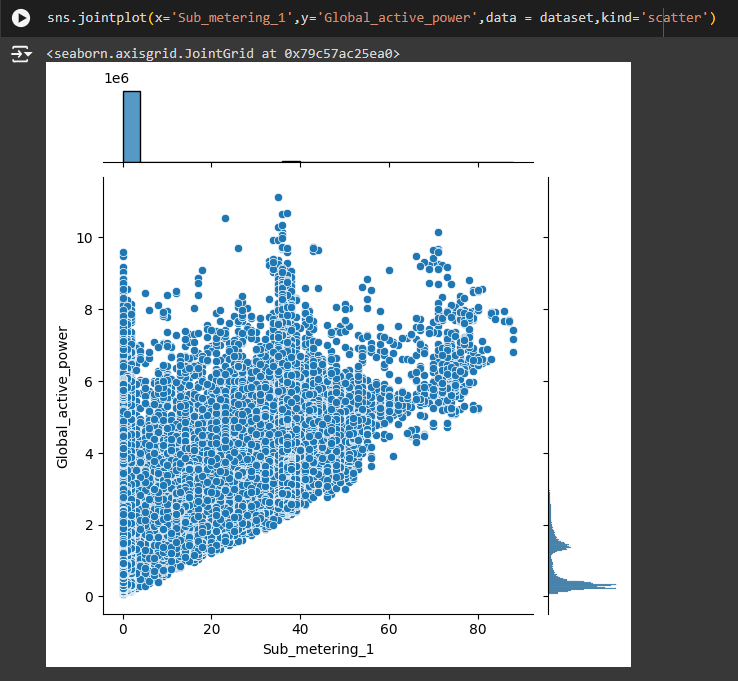 sns.jointplot(x='Sub_metering_1',y='Global_active_power',data = dataset,kind='scatter')
<seaborn.axisgrid.JointGrid at 0x79c57ac25ea0>
1e6
10
8
6
4
2
0
Global_active_power
0 20 40 60 80
Sub_metering_1